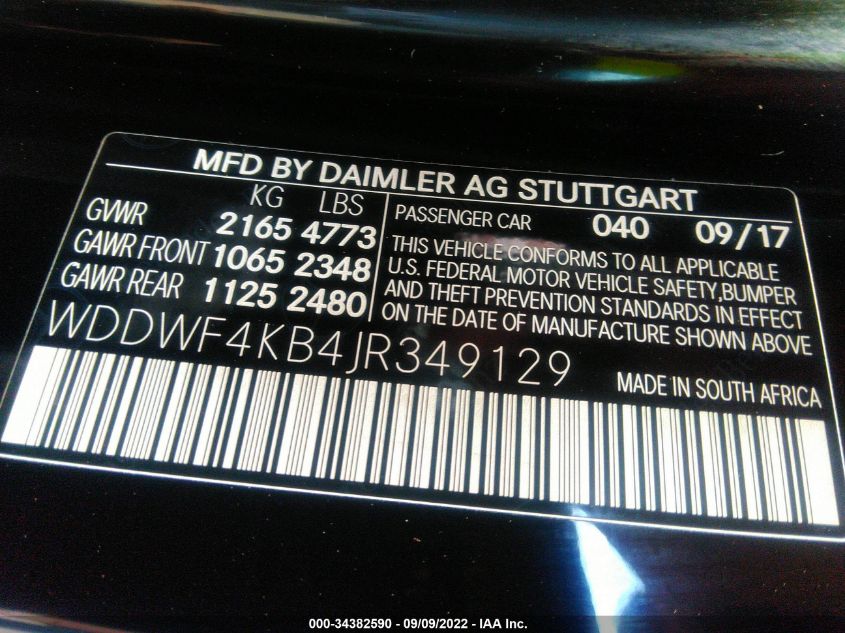 MFD BY DAIMLER AG STUTTGART
KG LBS
GVWR 2165 4773
GAWR FRONT 1065 2348
GAWR REAR 1125 2480
PASSENGER CAR 040 09/17
THIS VEHICLE CONFORMS TO ALL APPLICABLE
U.S. FEDERAL MOTOR VEHICLE SAFETY,BUMPER
AND THEFT PREVENTION STANDARDS IN EFFECT
ON THE DATE OF MANUFACTURE SHOWN ABOVE
WDDWF4KB4JR349129
MADE IN SOUTH AFRICA
000-34382590 - 09/09/2022 - IAA Inc.